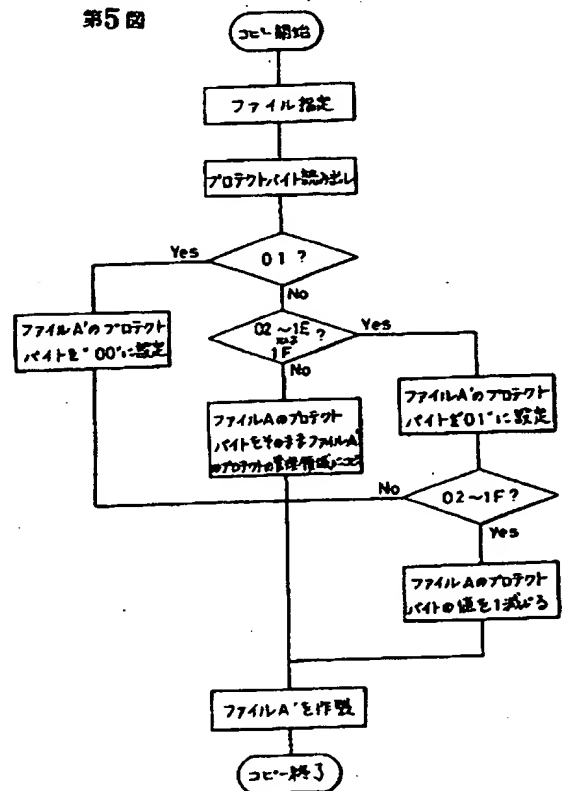 第5図
コピー開始
ファイル指定
プロテクトバイト読み出し
01 ?
Yes
No
ファイルA'のプロテクト
バイトを"00"に設定
02～1E
1F
?
Yes
No
ファイルA'のプロテクト
バイトを"01"に設定
ファイルAのプロテクト
バイトをそのままファイルA'
のプロテクトの管理領域にコピー
02～1F?
No
Yes
ファイルAのプロテクト
バイトの値を1減じる
ファイルA'を作製
コピー終了